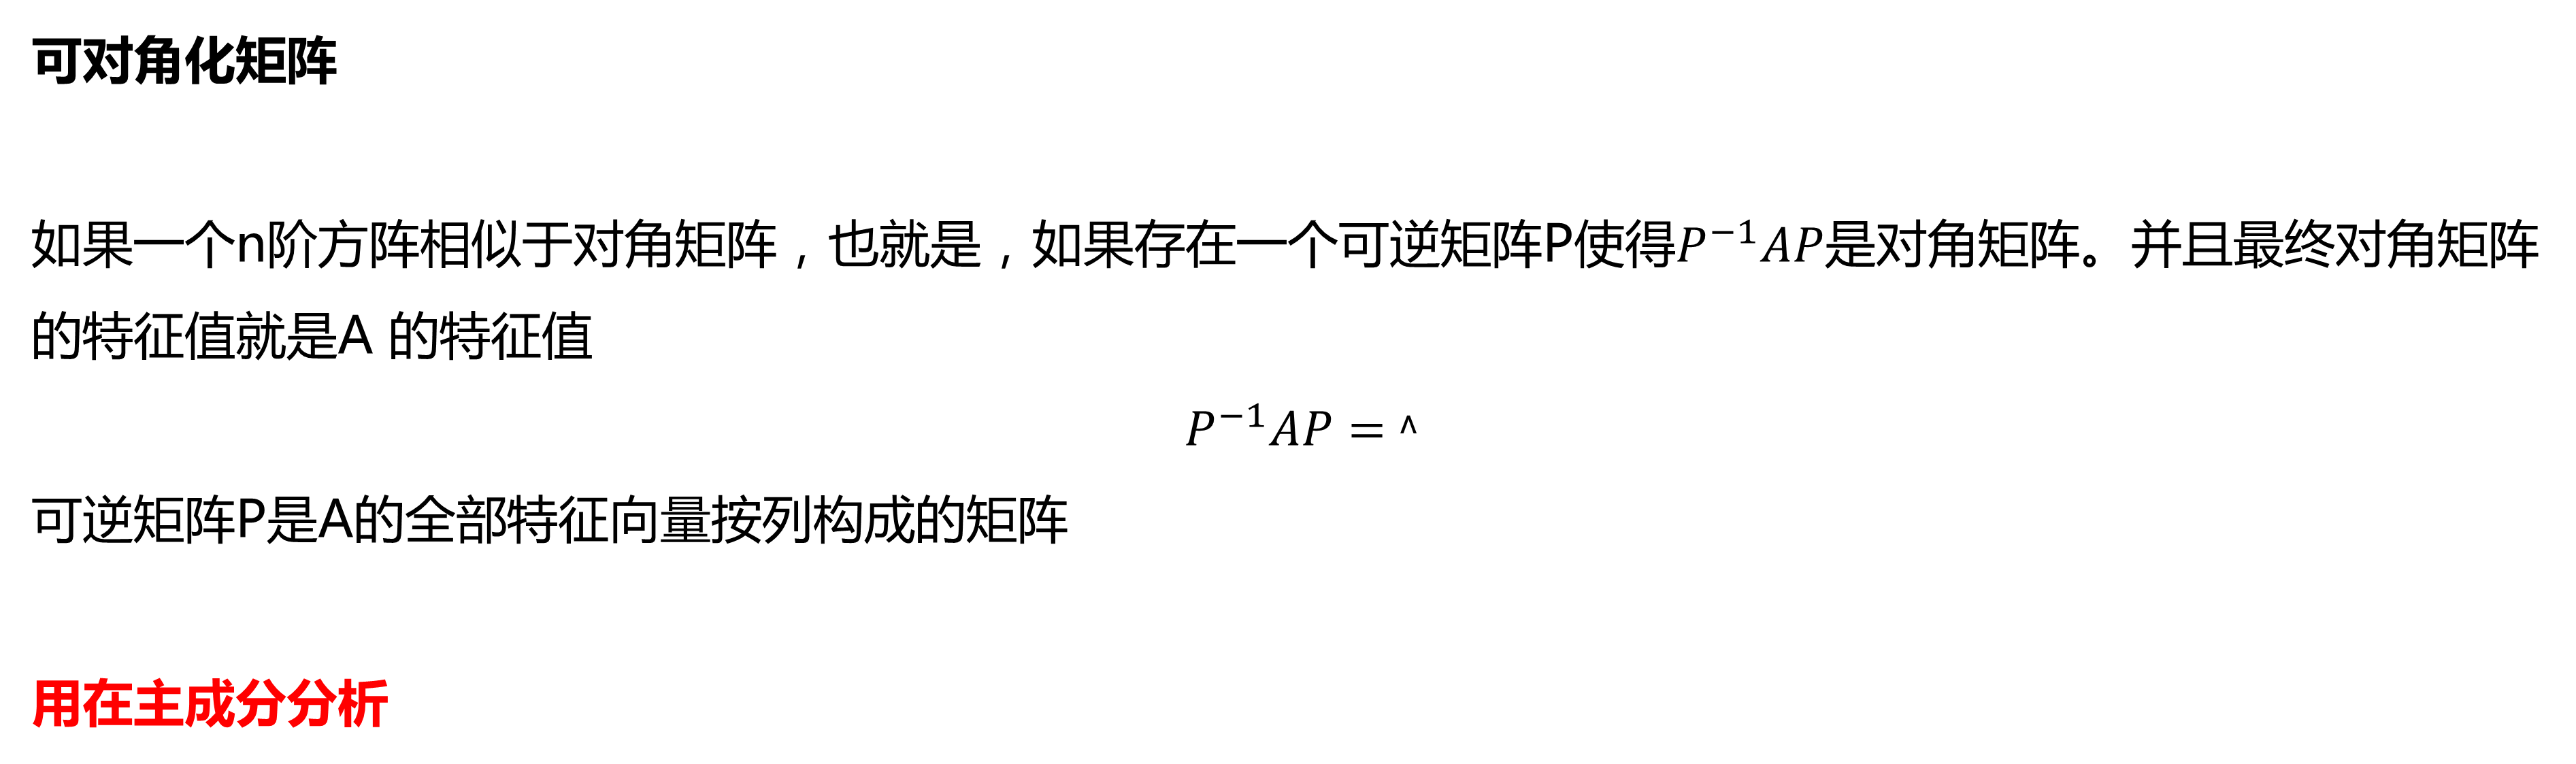 可对角化矩阵
如果一个n阶方阵相似于对角矩阵，也就是，如果存在一个可逆矩阵P使得P⁻¹AP是对角矩阵。并且最终对角矩阵
的特征值就是A 的特征值
P⁻¹AP = ^
可逆矩阵P是A的全部特征向量按列构成的矩阵
用在主成分分析